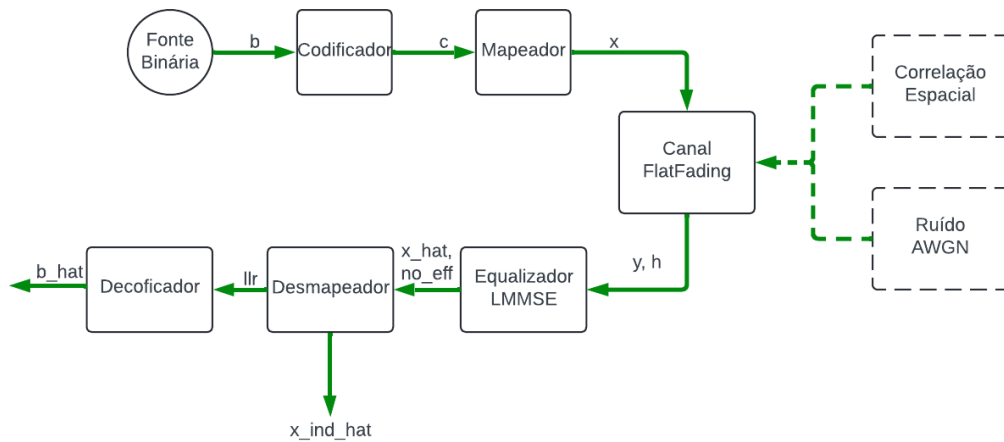 Fonte
Binária
b
Codificador
c
Mapeador
x
Correlação
Espacial
Canal
FlatFading
Ruído
AWGN
y, h
Equalizador
LMMSE
x_hat,
no_eff
Desmapeador
llr
Decoficador
b_hat
x_ind_hat